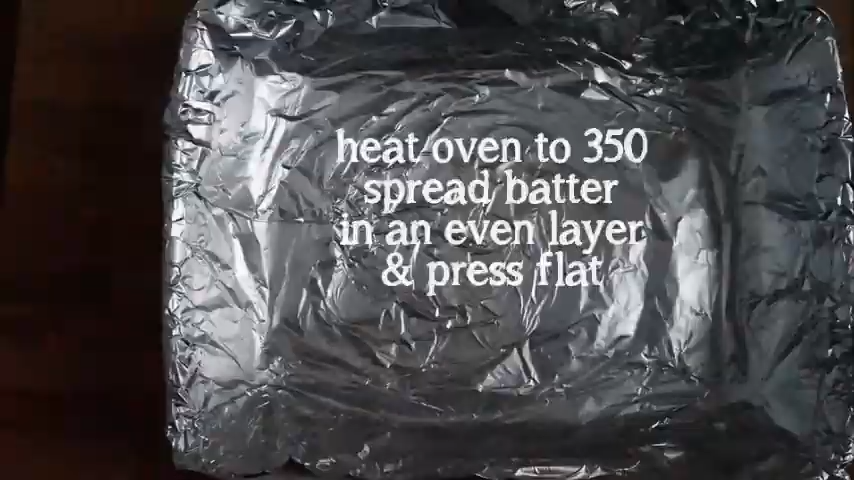 heat oven to 350
spread batter
in an even layer
& press flat